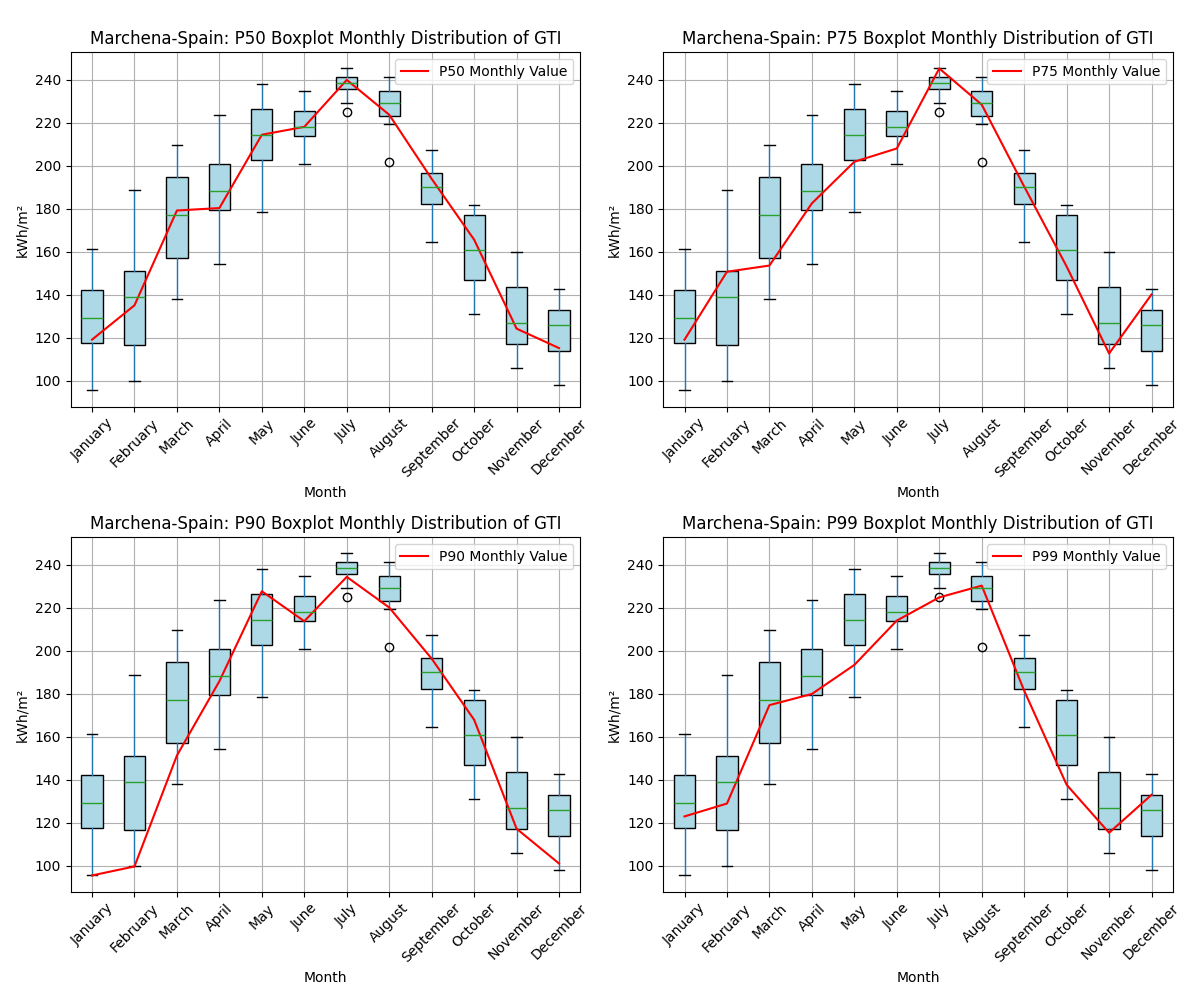 Marchena-Spain: P50 Boxplot Monthly Distribution of GTI
P50 Monthly Value
kWh/m²
240
220
200
180
160
140
120
100
January
February
March
April
May
June
July
August
September
October
November
December
Month
Marchena-Spain: P75 Boxplot Monthly Distribution of GTI
P75 Monthly Value
kWh/m²
240
220
200
180
160
140
120
100
January
February
March
April
May
June
July
August
September
October
November
December
Month
Marchena-Spain: P90 Boxplot Monthly Distribution of GTI
P90 Monthly Value
kWh/m²
240
220
200
180
160
140
120
100
January
February
March
April
May
June
July
August
September
October
November
December
Month
Marchena-Spain: P99 Boxplot Monthly Distribution of GTI
P99 Monthly Value
kWh/m²
240
220
200
180
160
140
120
100
January
February
March
April
May
June
July
August
September
October
November
December
Month